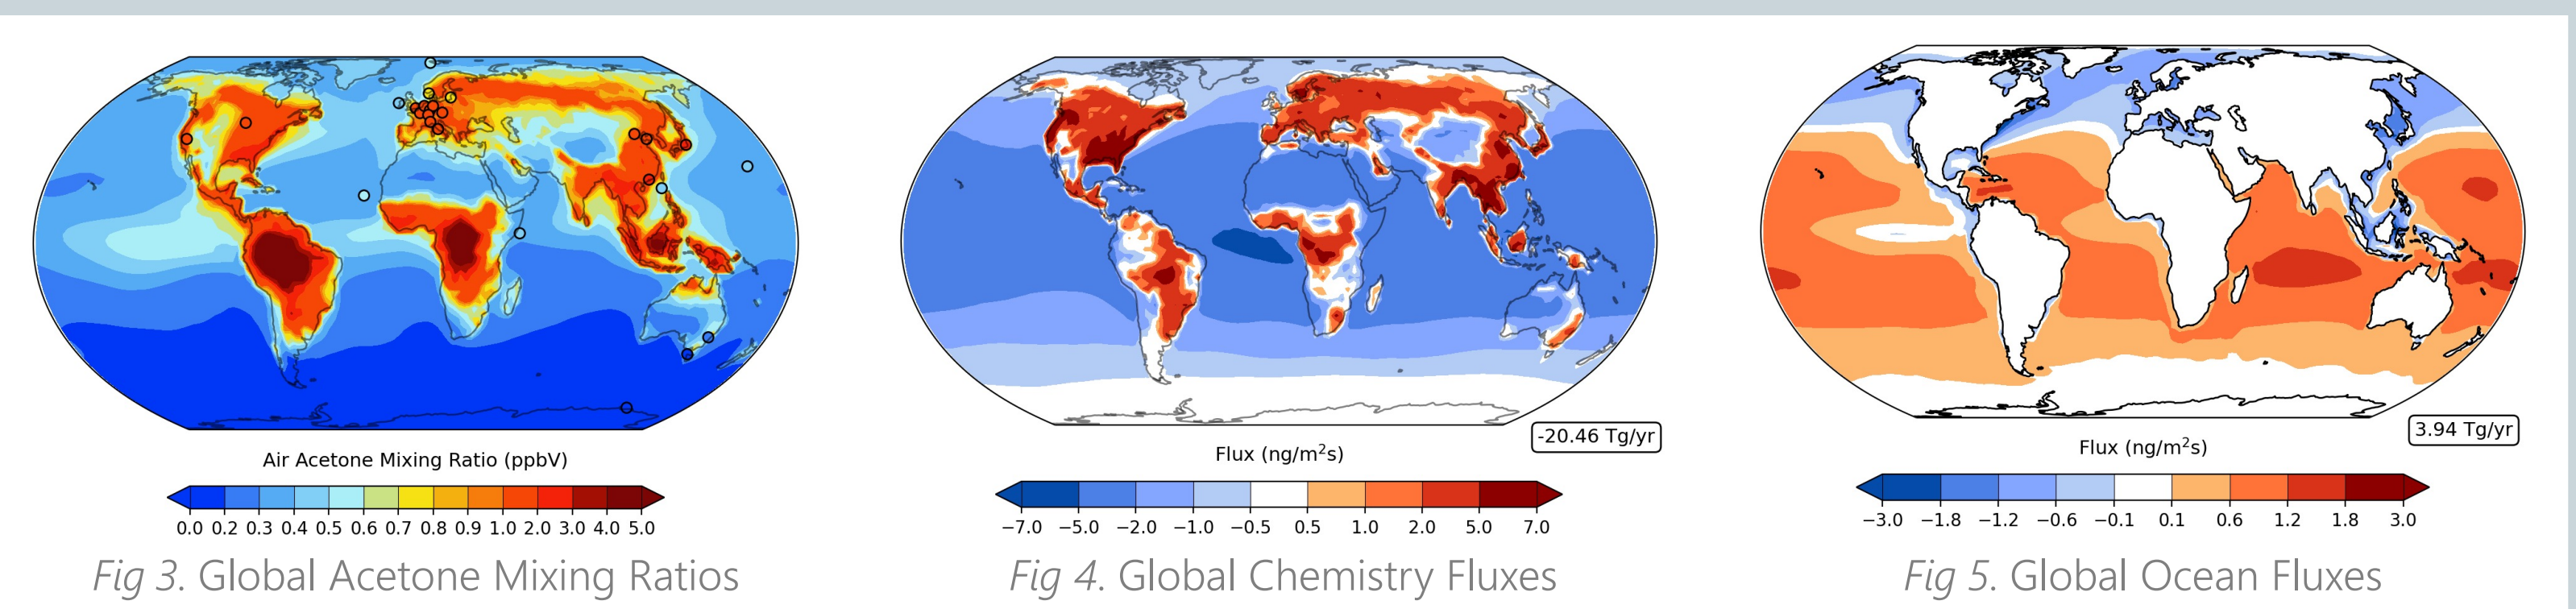 Air Acetone Mixing Ratio (ppbV)
0.0 0.2 0.3 0.4 0.5 0.6 0.7 0.8 0.9 1.0 2.0 3.0 4.0 5.0
Fig 3. Global Acetone Mixing Ratios
-20.46 Tg/yr
Flux (ng/m²s)
−7.0 −5.0 −2.0 −1.0 −0.5 0.5 1.0 2.0 5.0 7.0
Fig 4. Global Chemistry Fluxes
3.94 Tg/yr
Flux (ng/m²s)
−3.0 −1.8 −1.2 −0.6 −0.1 0.1 0.6 1.2 1.8 3.0
Fig 5. Global Ocean Fluxes